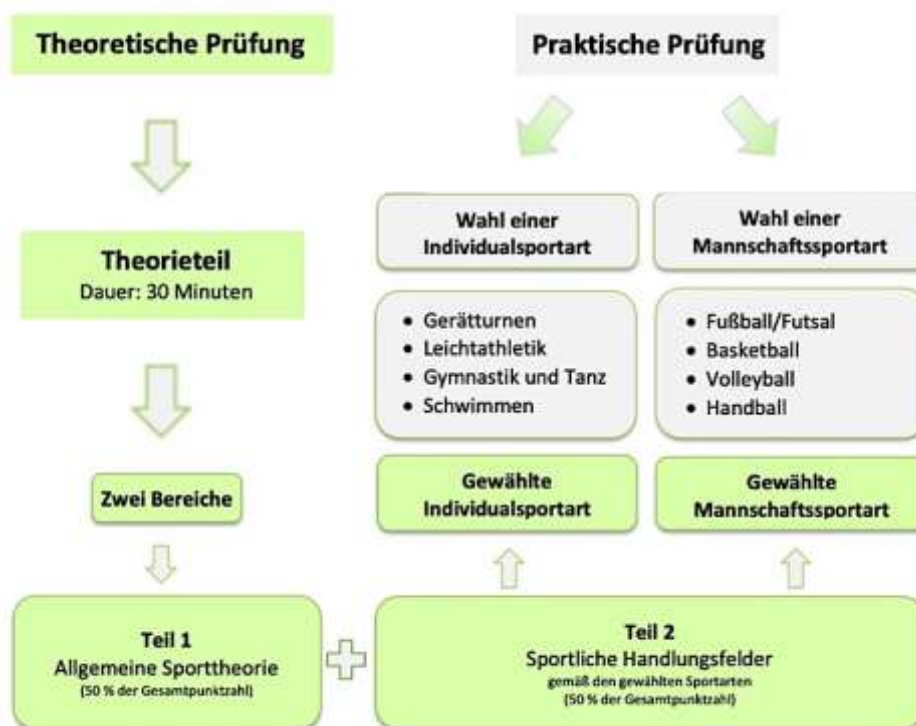 Theoretische Prüfung
Praktische Prüfung
Theorieteil
Dauer: 30 Minuten
Wahl einer
Individualsportart
Wahl einer
Mannschaftssportart
• Gerätturnen
• Leichtathletik
• Gymnastik und Tanz
• Schwimmen
• Fußball/Futsal
• Basketball
• Volleyball
• Handball
Zwei Bereiche
Gewählte
Individualsportart
Gewählte
Mannschaftssportart
Teil 1
Allgemeine Sporttheorie
(50 % der Gesamtpunktzahl)
Teil 2
Sportliche Handlungsfelder
gemäß den gewählten Sportarten
(50 % der Gesamtpunktzahl)